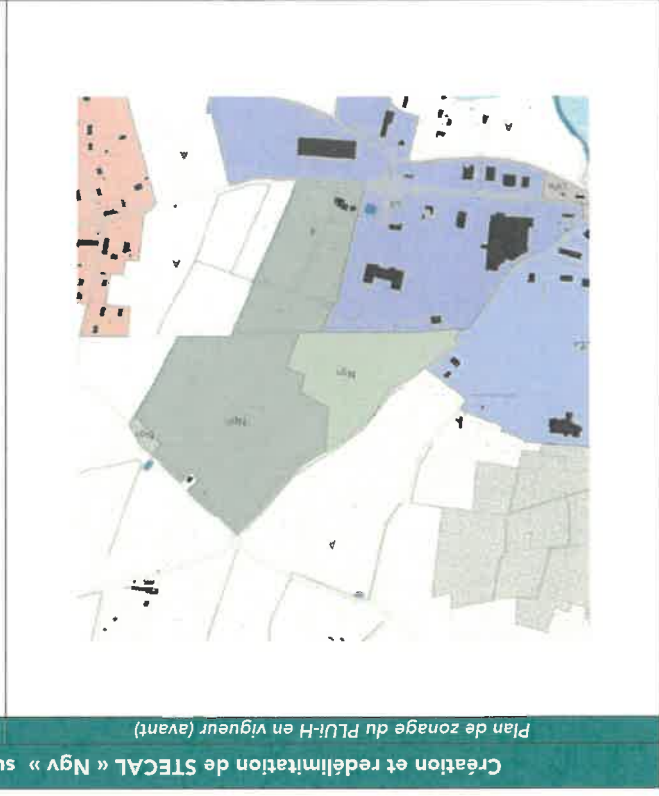 Création et redélimitation de STECAL « Ngv » su
Plan de zonage du PLUi-H en vigueur (avant)
A
Ngv
A
A
A